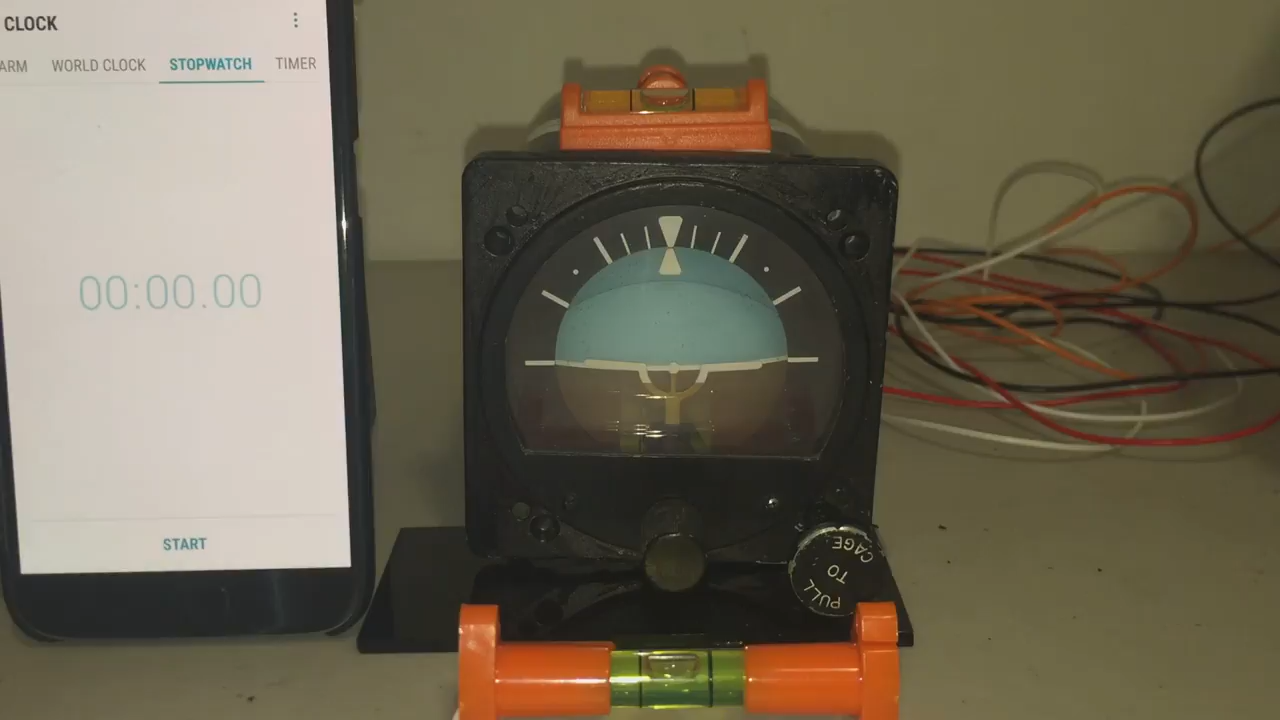 CLOCK
ARM WORLD CLOCK STOPWATCH TIMER
00:00.00
START
PULL
TO
CAGE